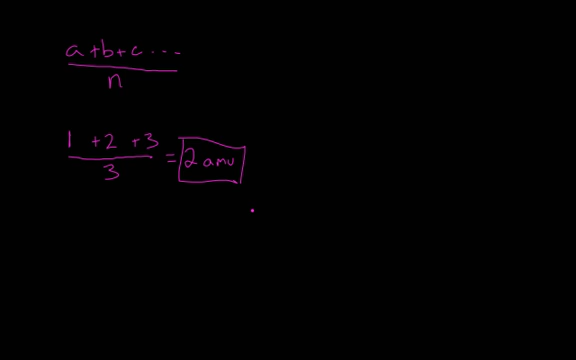 a+b+c...
n
1 +2 +3
3
= 2 amu